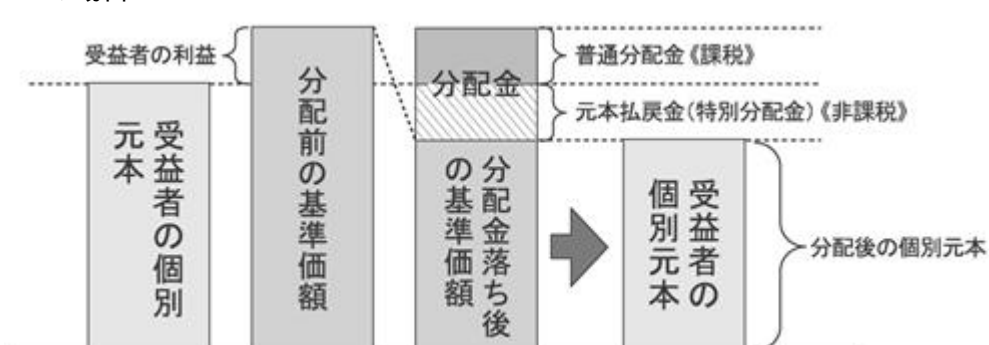 受益者の利益
受益者の個別
元本
分配前の基準価額
分配金
分配金落ち後
の基準価額
普通分配金《課税》
元本払戻金(特別分配金)《非課税》
受益者の
個別元本
分配後の個別元本